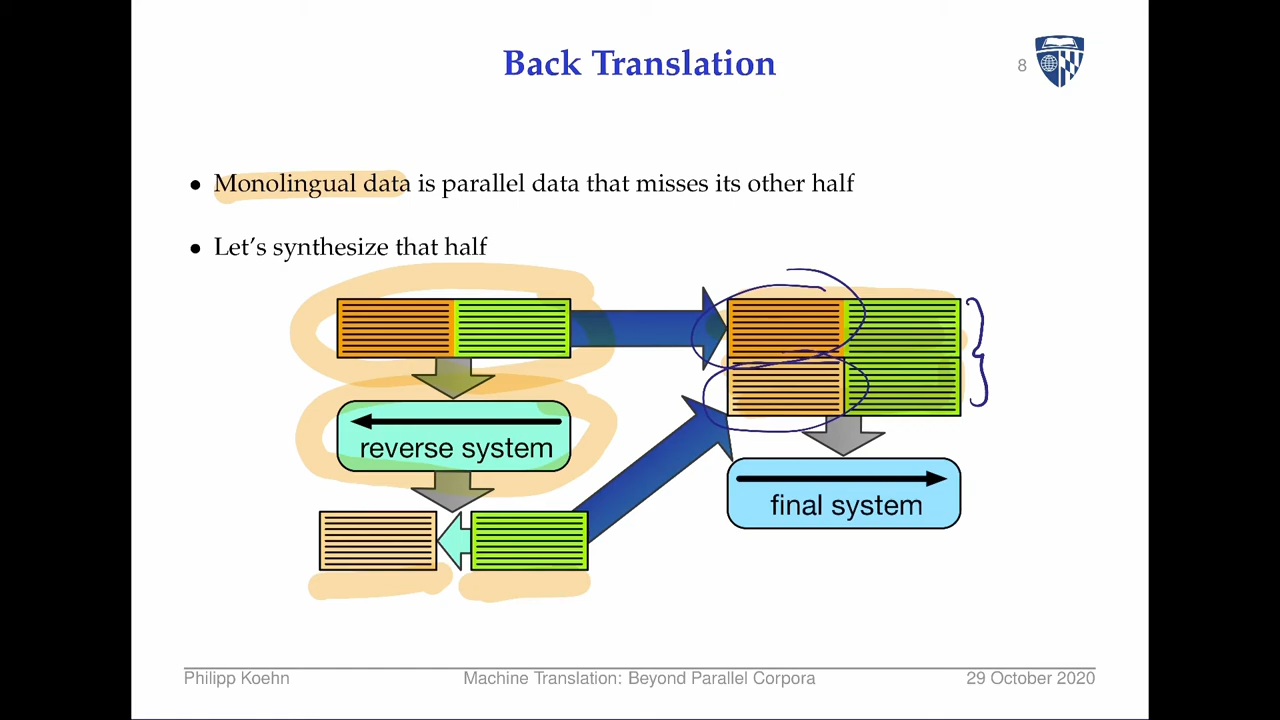 Back Translation
8
• Monolingual data is parallel data that misses its other half
• Let's synthesize that half
reverse system
final system
Philipp Koehn
Machine Translation: Beyond Parallel Corpora
29 October 2020